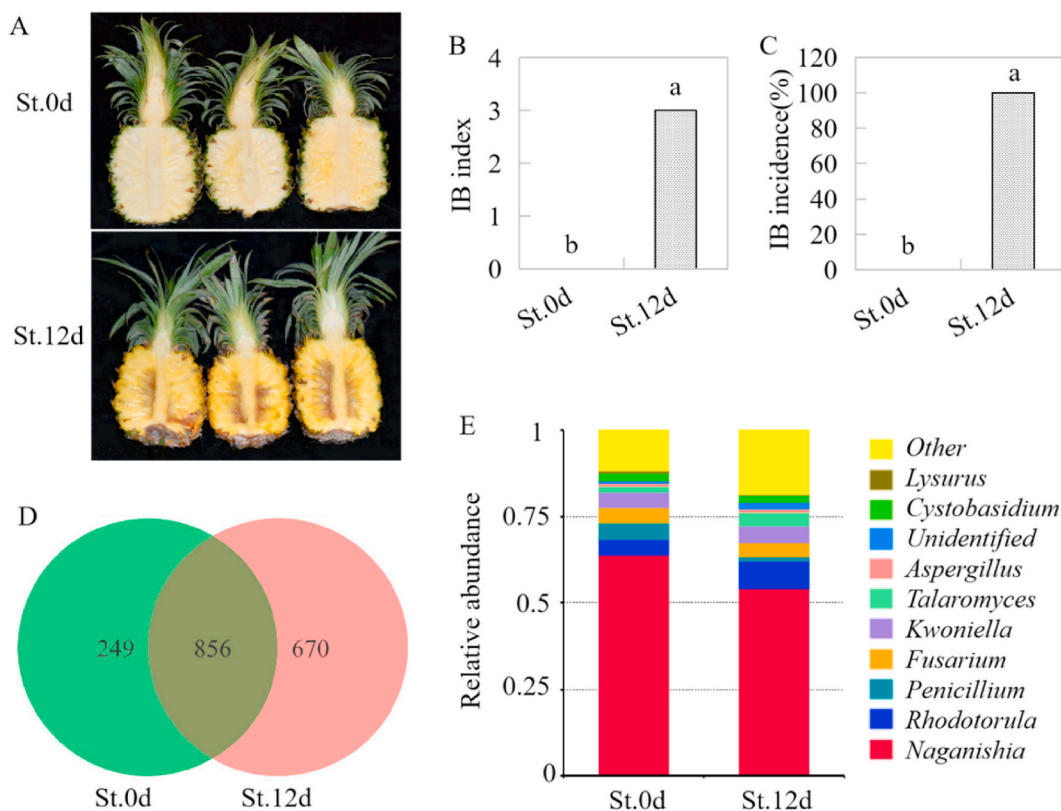 A
St.0d
St.12d
B
IB index
4
3
2
1
0
b
a
St.0d
St.12d
C
IB incidence(%)
120
100
80
60
40
20
0
b
a
St.0d
St.12d
D
249
856
670
St.0d
St.12d
E
Relative abundance
1
0.75
0.5
0.25
0
St.0d
St.12d
Other
Lysurus
Cystobasidium
Unidentified
Aspergillus
Talaromyces
Kwoniella
Fusarium
Penicillium
Rhodotorula
Naganishia